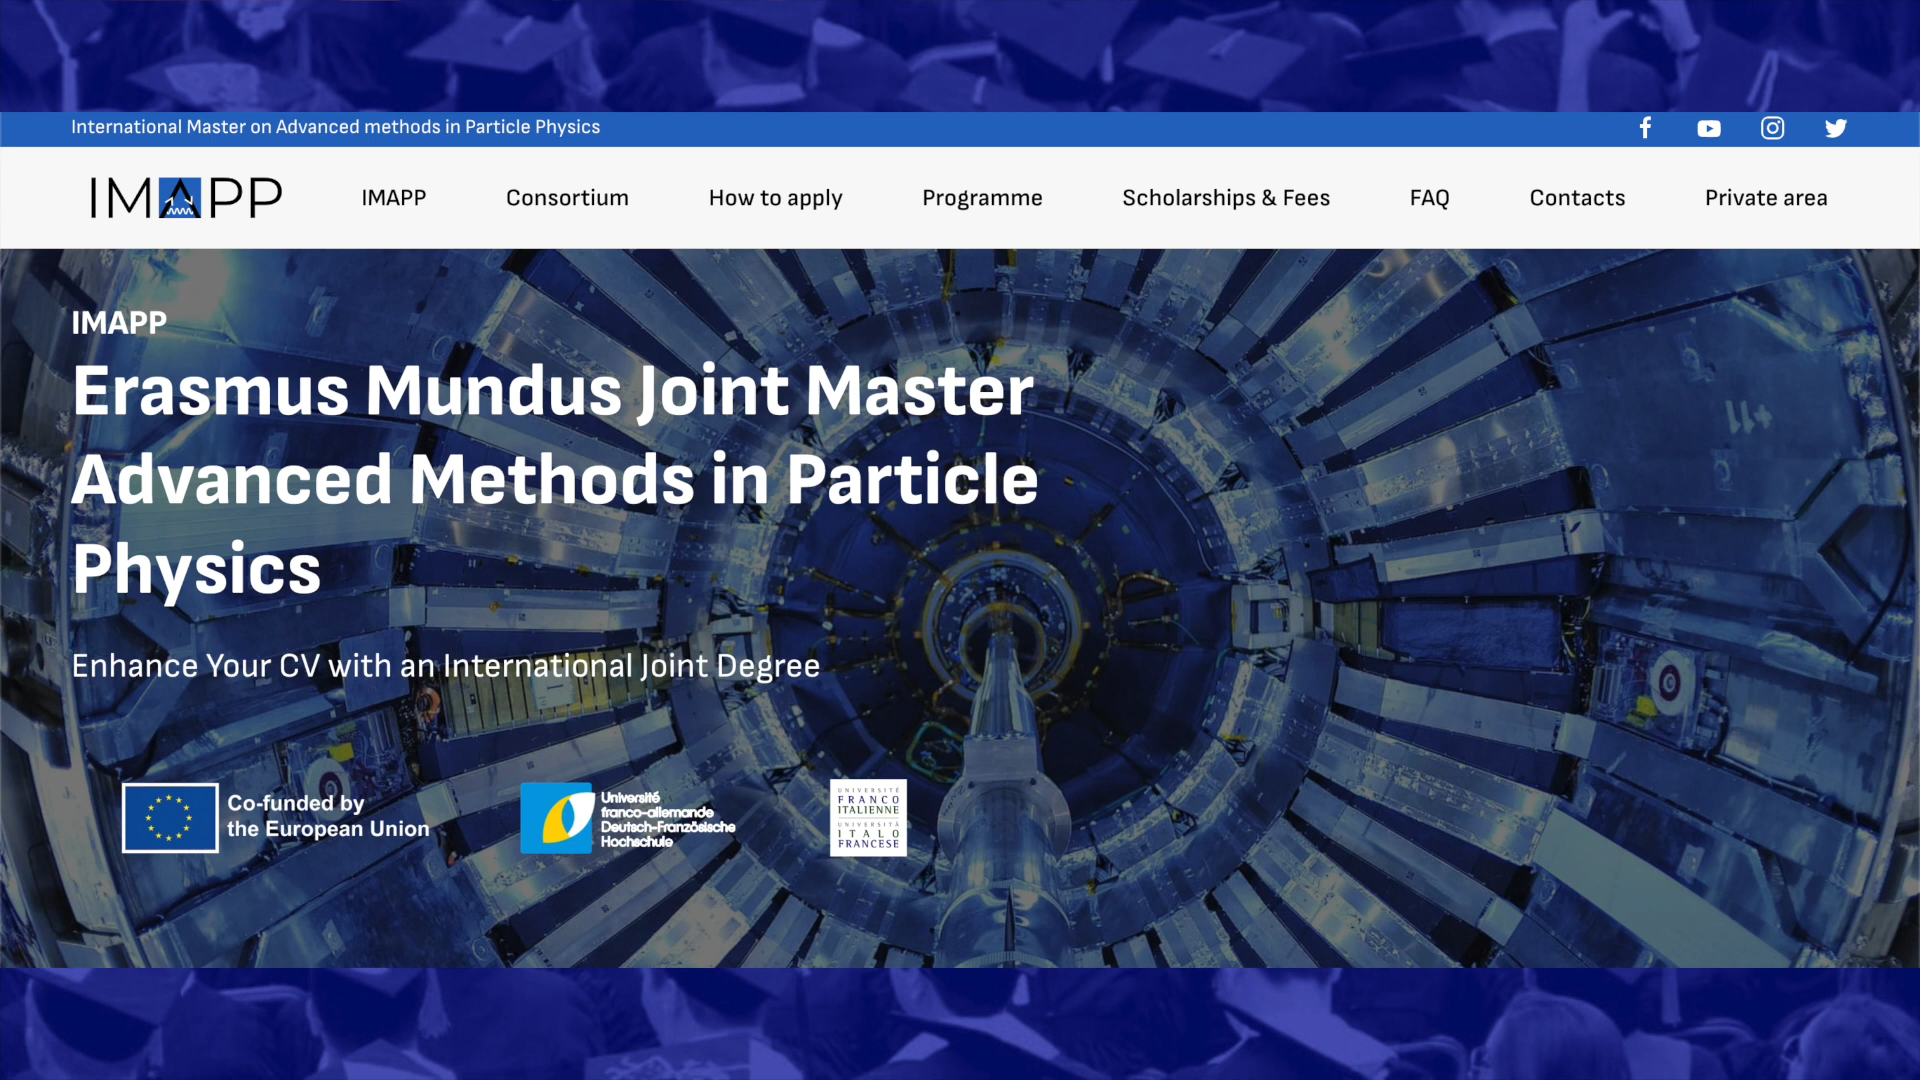 International Master on Advanced methods in Particle Physics
IMAPP
IMAPP
Consortium
How to apply
Programme
Scholarships & Fees
FAQ
Contacts
Private area
IMAPP
Erasmus Mundus Joint Master
Advanced Methods in Particle
Physics
Enhance Your CV with an International Joint Degree
Co-funded by
the European Union
Université
franco-allemande
Deutsch-Französische
Hochschule
UNIVERSITÉ
FRANCO
ITALIENNE
UNIVERSITÀ
ITALO
FRANCESE